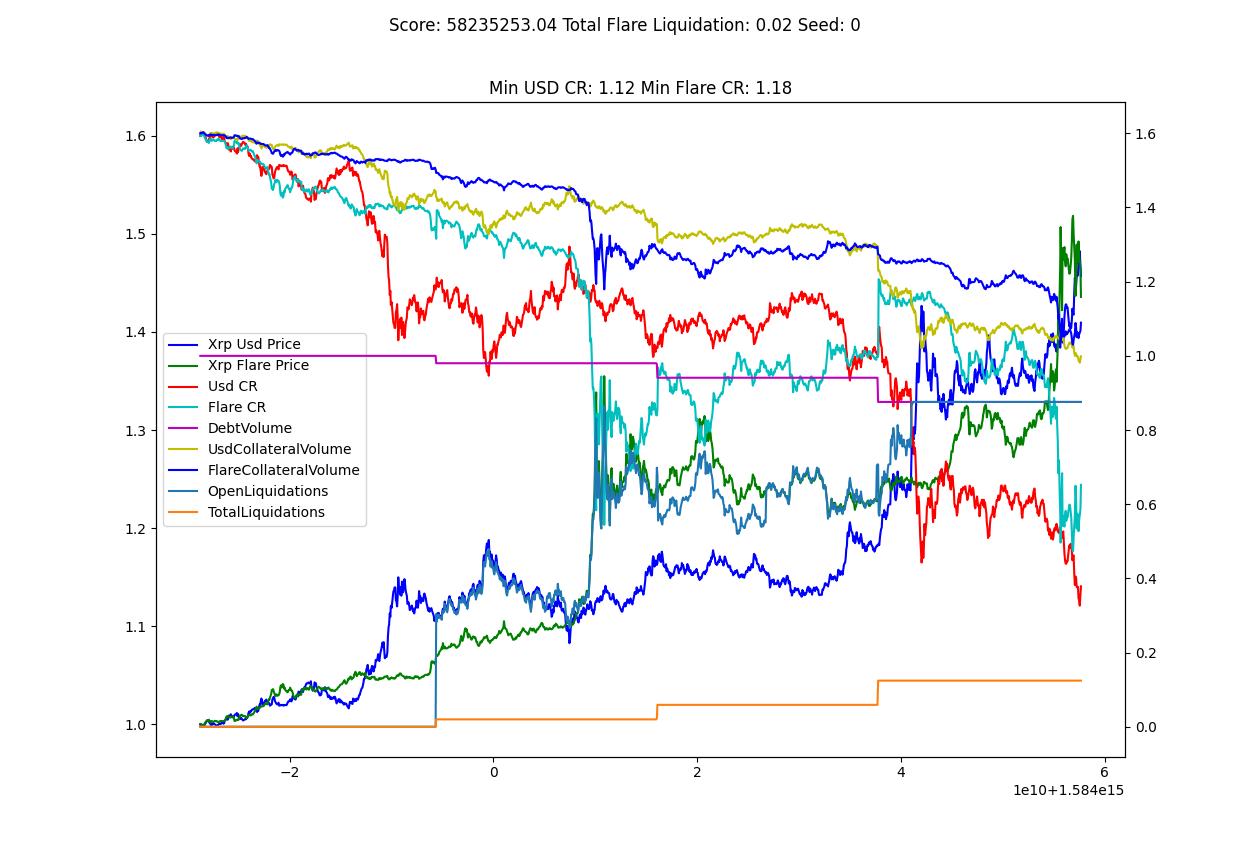 Score: 58235253.04 Total Flare Liquidation: 0.02 Seed: 0
Min USD CR: 1.12 Min Flare CR: 1.18
1.6
1.5
1.4
1.3
1.2
1.1
1.0
1.6
1.4
1.2
1.0
0.8
0.6
0.4
0.2
0.0
Xrp Usd Price
Xrp Flare Price
Usd CR
Flare CR
DebtVolume
UsdCollateralVolume
FlareCollateralVolume
OpenLiquidations
TotalLiquidations
−2 0 2 4 6
1e10+1.584e15